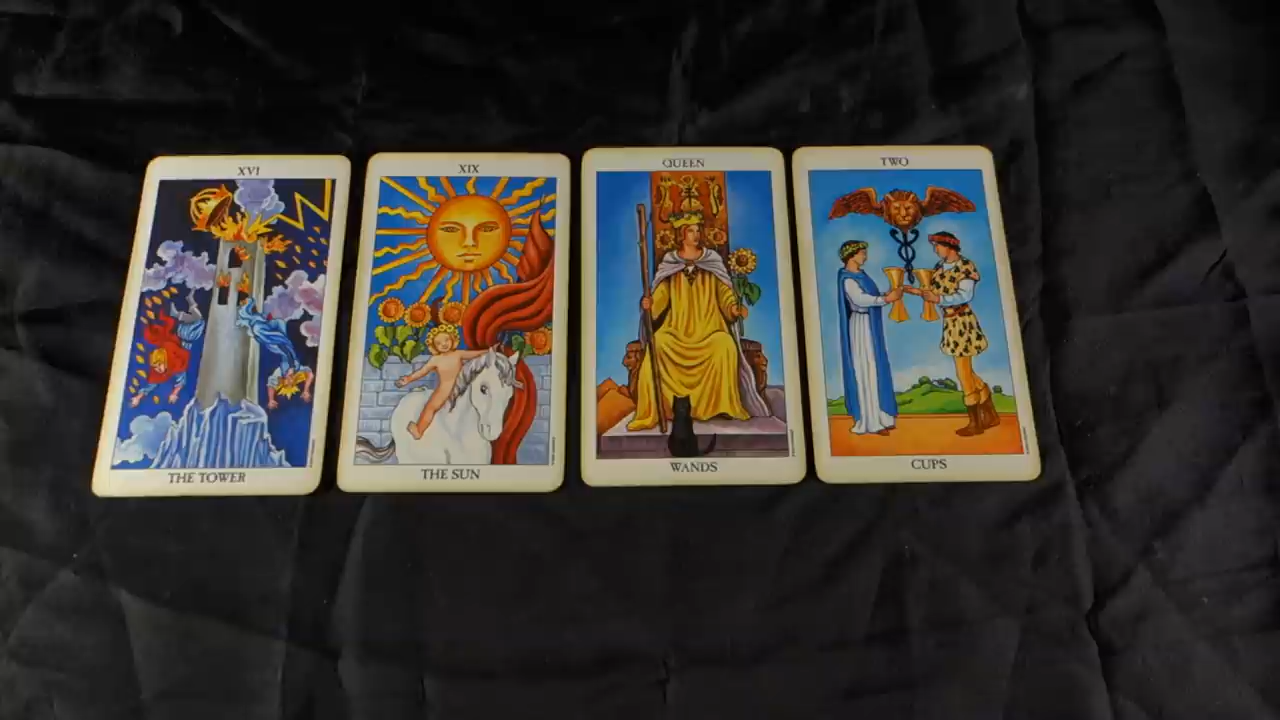 XVI
THE TOWER
XIX
THE SUN
QUEEN
WANDS
TWO
CUPS